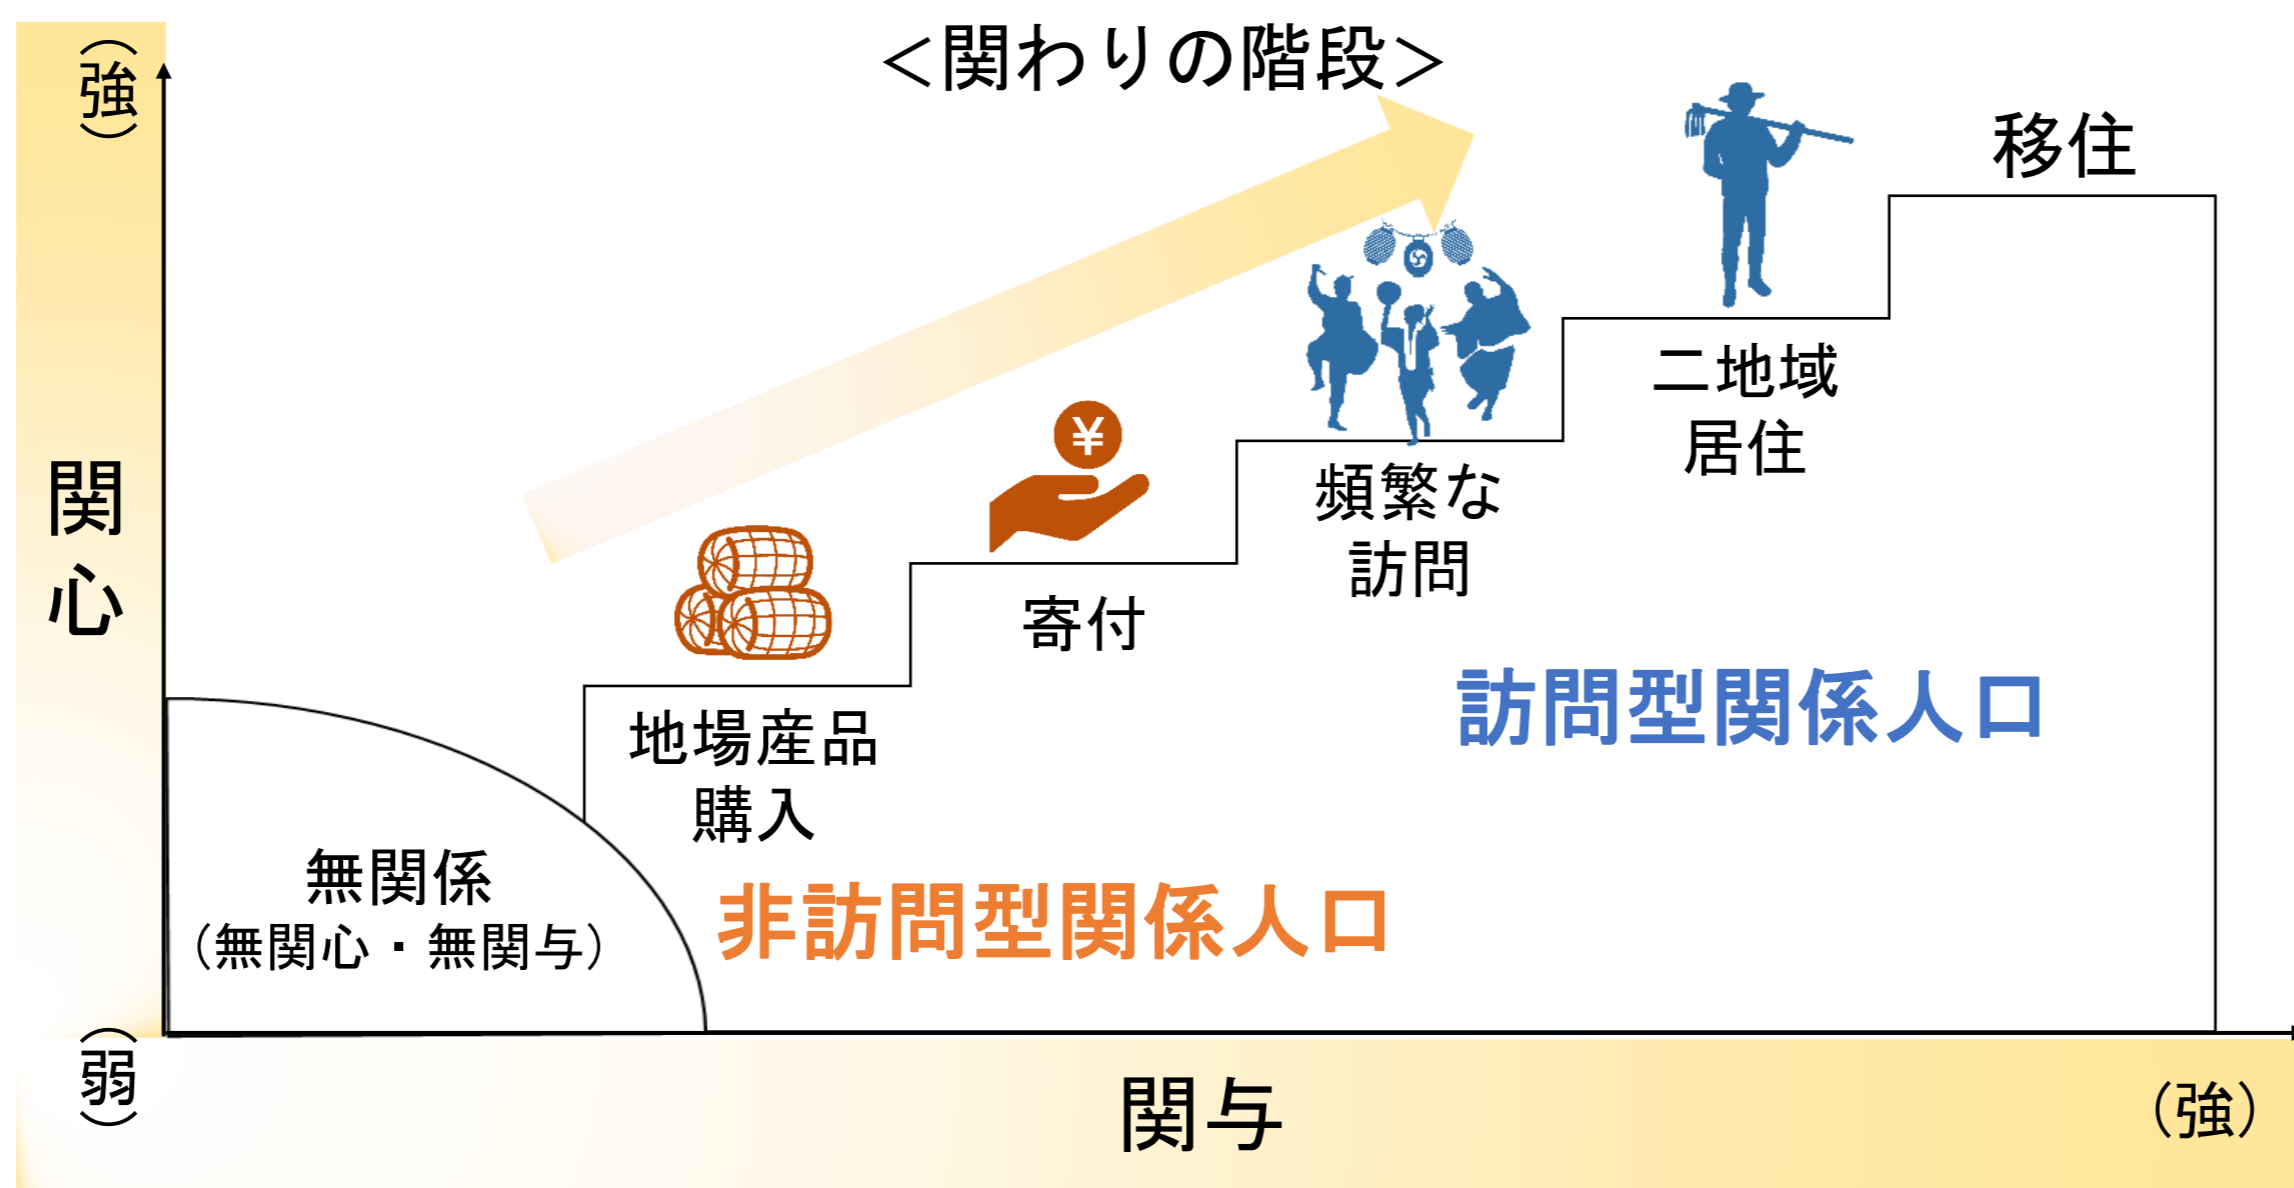 ＜関わりの階段＞
（強）
関心
（弱）
移住
二地域
居住
頻繁な
訪問
¥
寄付
地場産品
購入
訪問型関係人口
非訪問型関係人口
無関係
（無関心・無関与）
関与
（強）